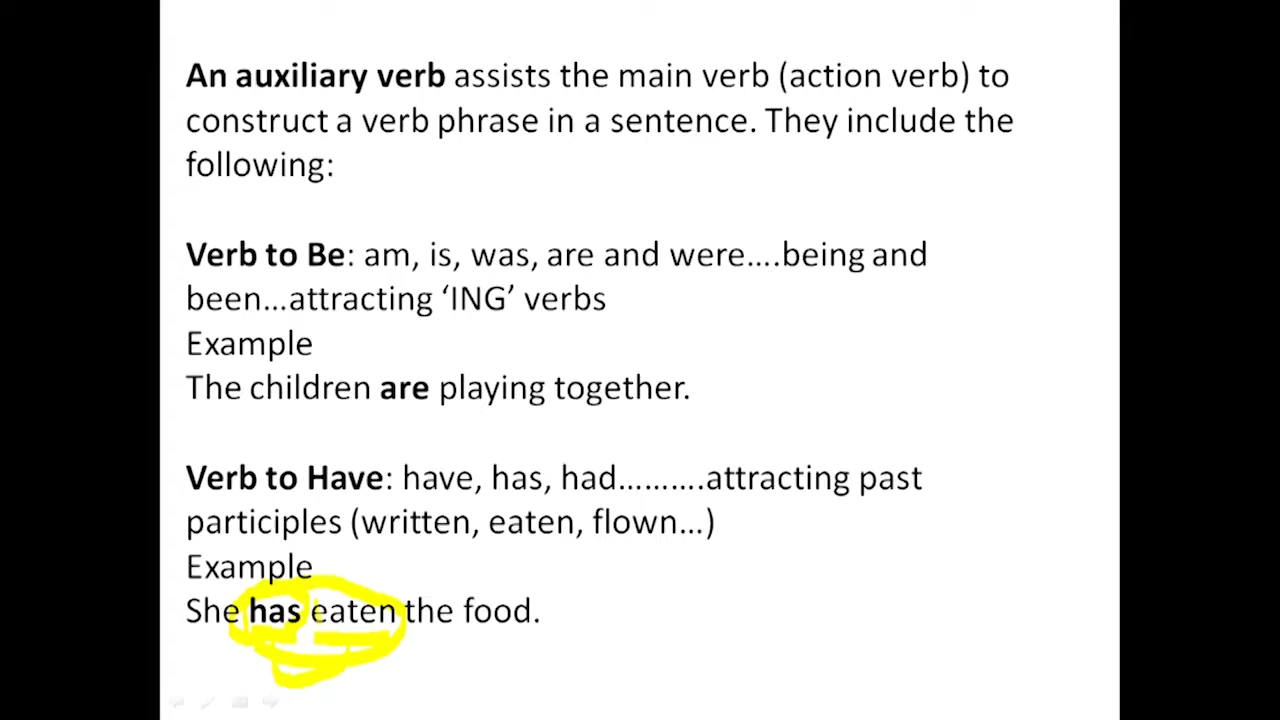 An auxiliary verb assists the main verb (action verb) to
construct a verb phrase in a sentence. They include the
following:
Verb to Be: am, is, was, are and were....being and
been...attracting ‘ING’ verbs
Example
The children are playing together.
Verb to Have: have, has, had..........attracting past
participles (written, eaten, flown...)
Example
She has eaten the food.